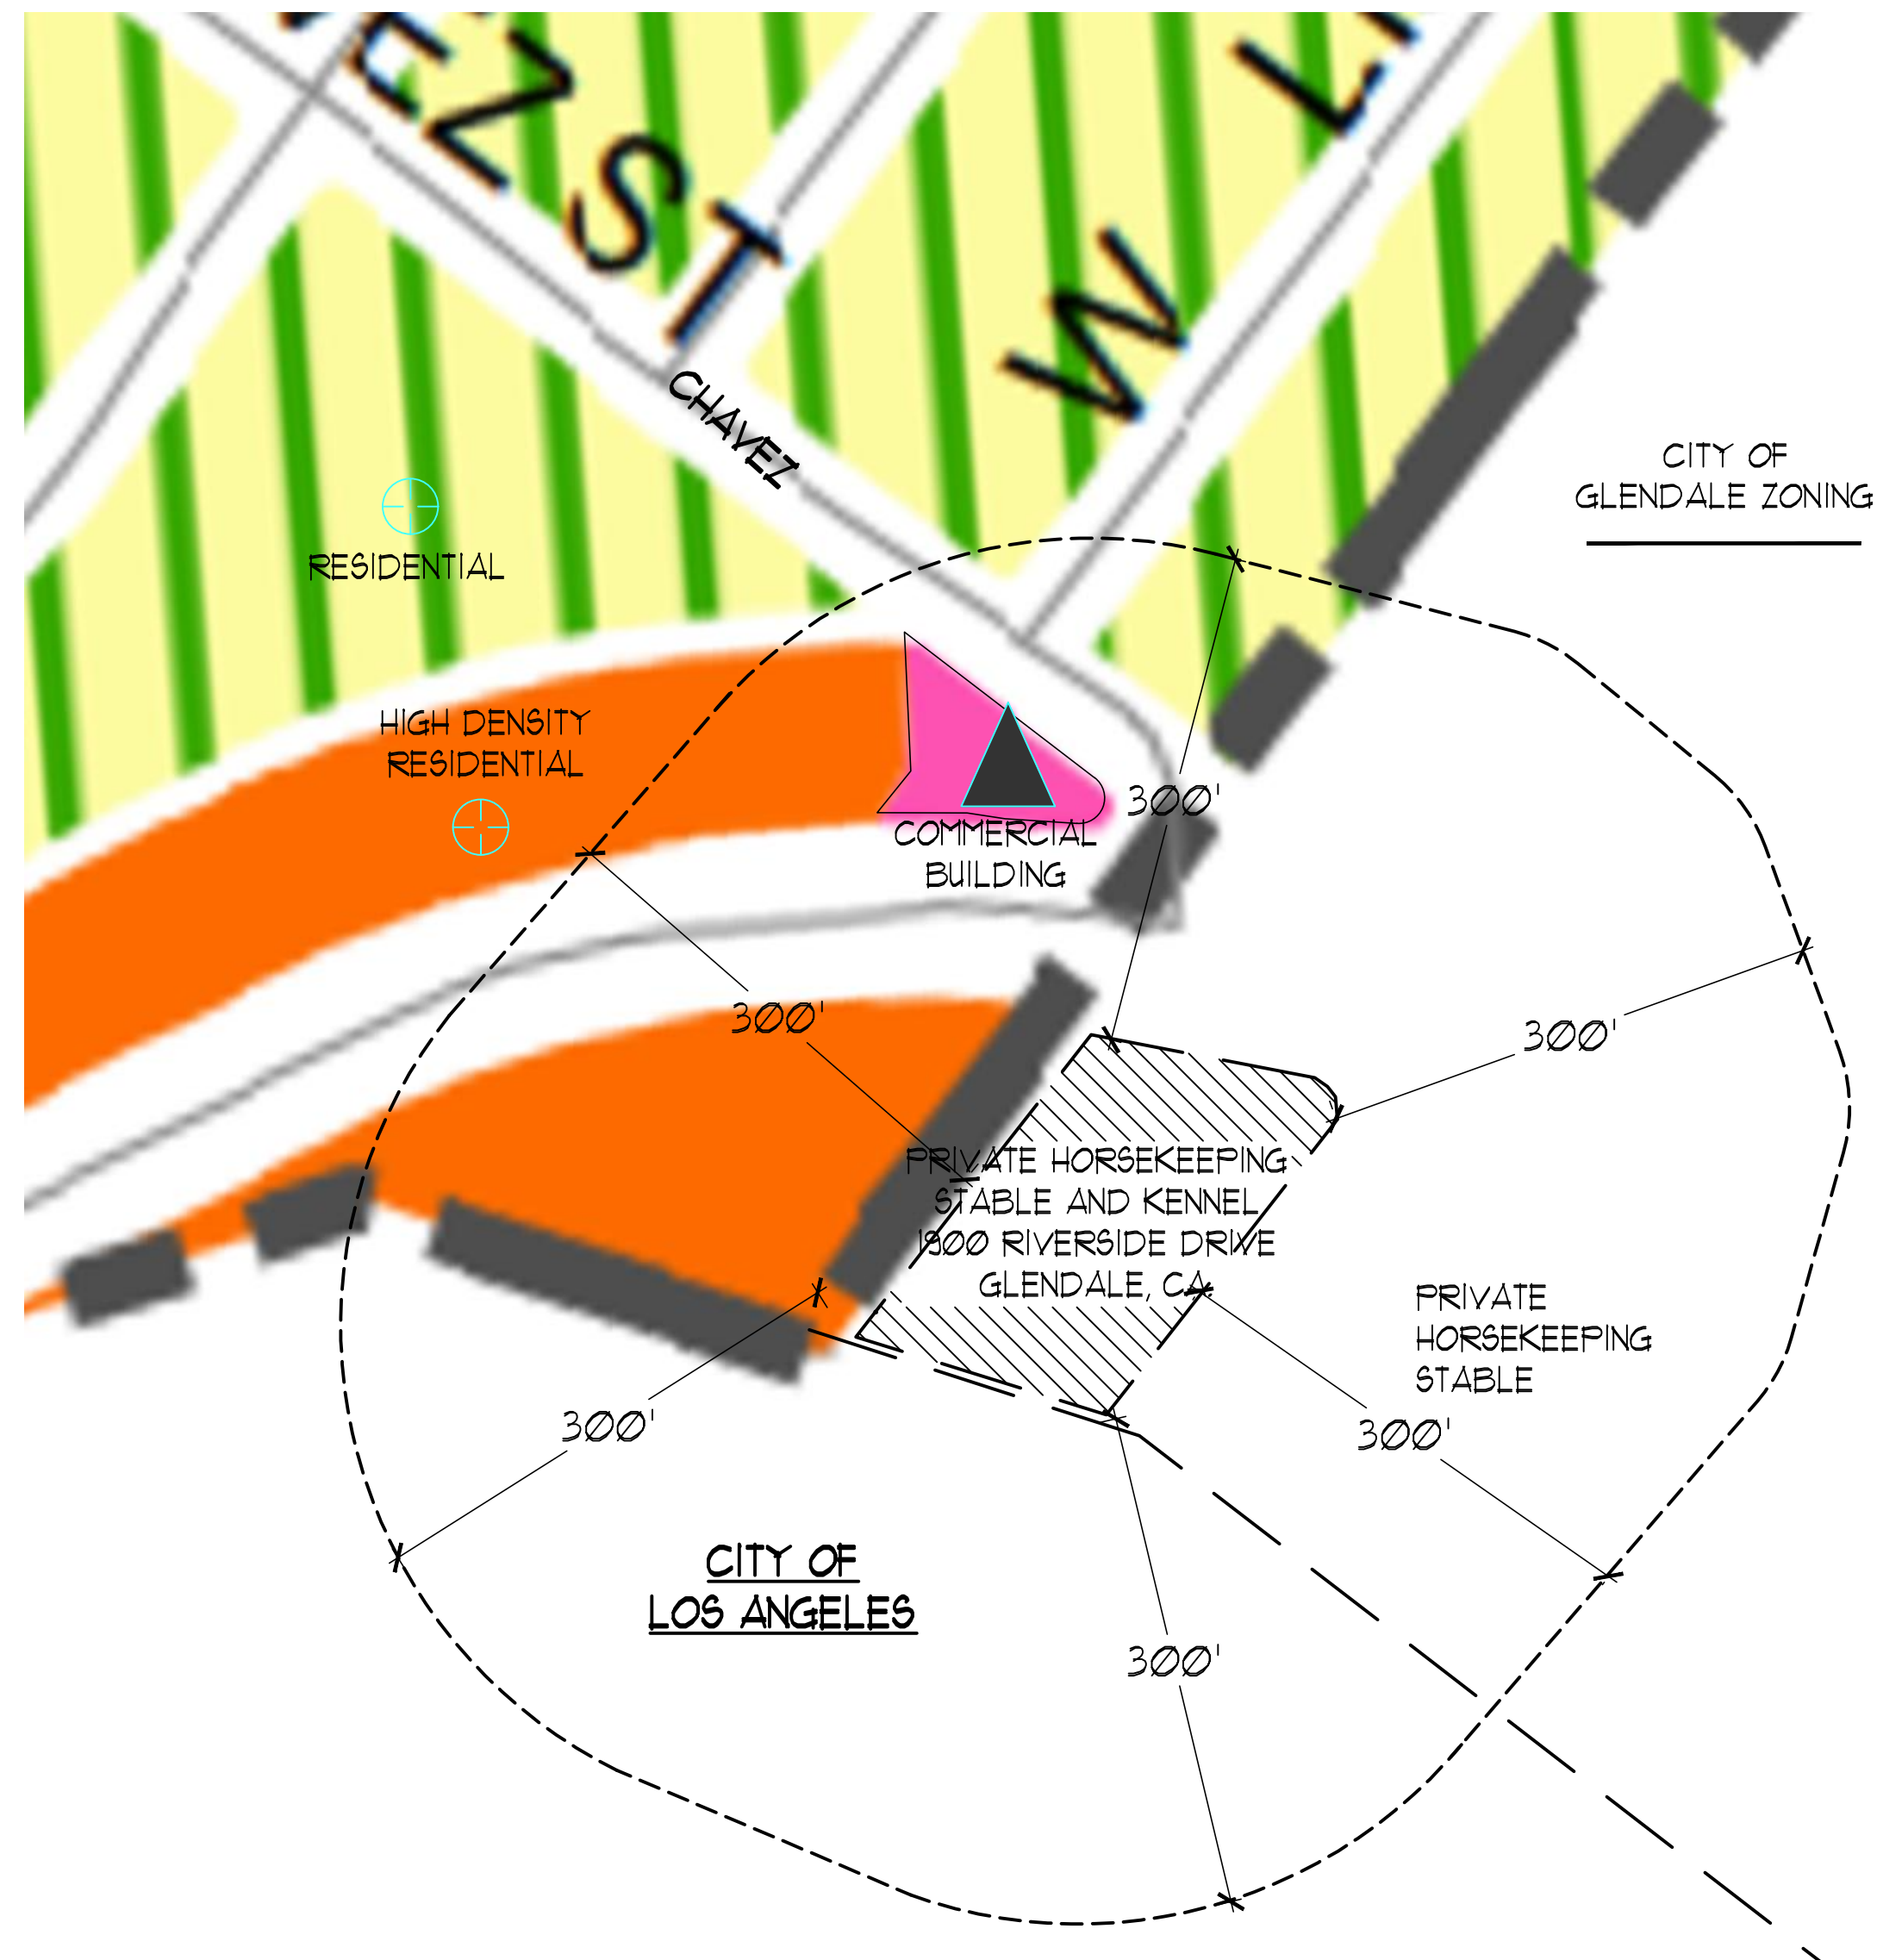 EZ ST
W L
CHAVEZ
CITY OF
GLENDALE ZONING
RESIDENTIAL
HIGH DENSITY
RESIDENTIAL
300'
COMMERCIAL
BUILDING
300'
300'
PRIVATE HORSEKEEPING
STABLE AND KENNEL
1900 RIVERSIDE DRIVE
GLENDALE, CA.
PRIVATE
HORSEKEEPING
STABLE
300'
300'
CITY OF
LOS ANGELES
300'